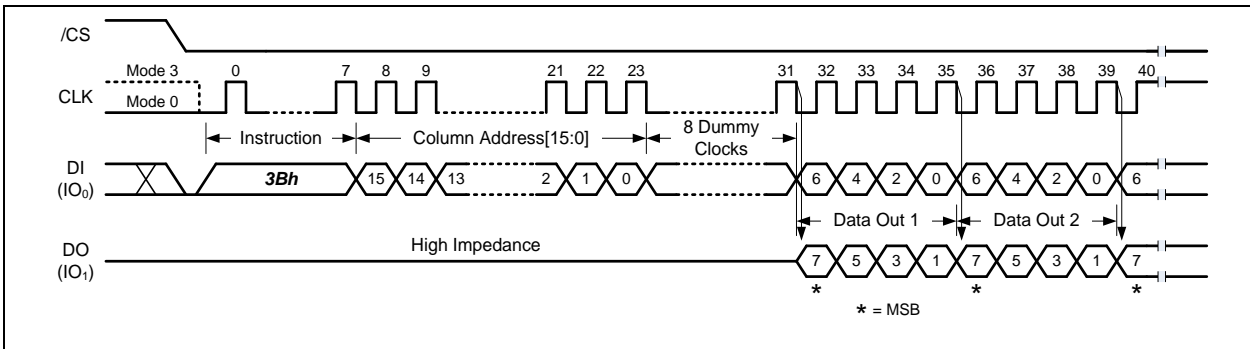 /CS
Mode 3 0 7 8 9 21 22 23 31 32 33 34 35 36 37 38 39 40
CLK
Mode 0
Instruction Column Address[15:0] 8 Dummy Clocks
DI
(IO0)
3Bh 15 14 13 2 1 0 6 4 2 0 6 4 2 0 6
Data Out 1 Data Out 2
DO
(IO1)
High Impedance
7 5 3 1 7 5 3 1 7
* * *
* = MSB